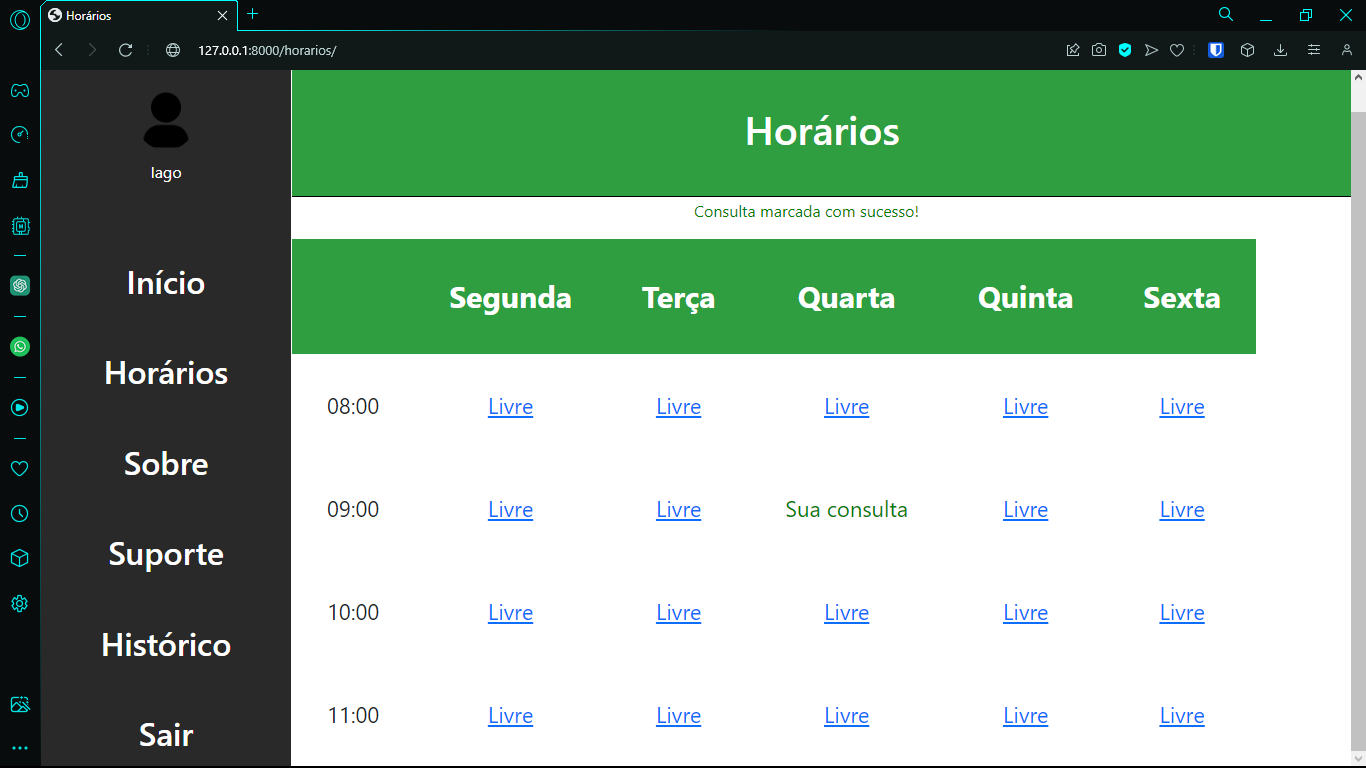 Horários
127.0.0.1:8000/horarios/
Iago
Início
Horários
Sobre
Suporte
Histórico
Sair
Horários
Consulta marcada com sucesso!
Segunda Terça Quarta Quinta Sexta
08:00 Livre Livre Livre Livre Livre
09:00 Livre Livre Sua consulta Livre Livre
10:00 Livre Livre Livre Livre Livre
11:00 Livre Livre Livre Livre Livre